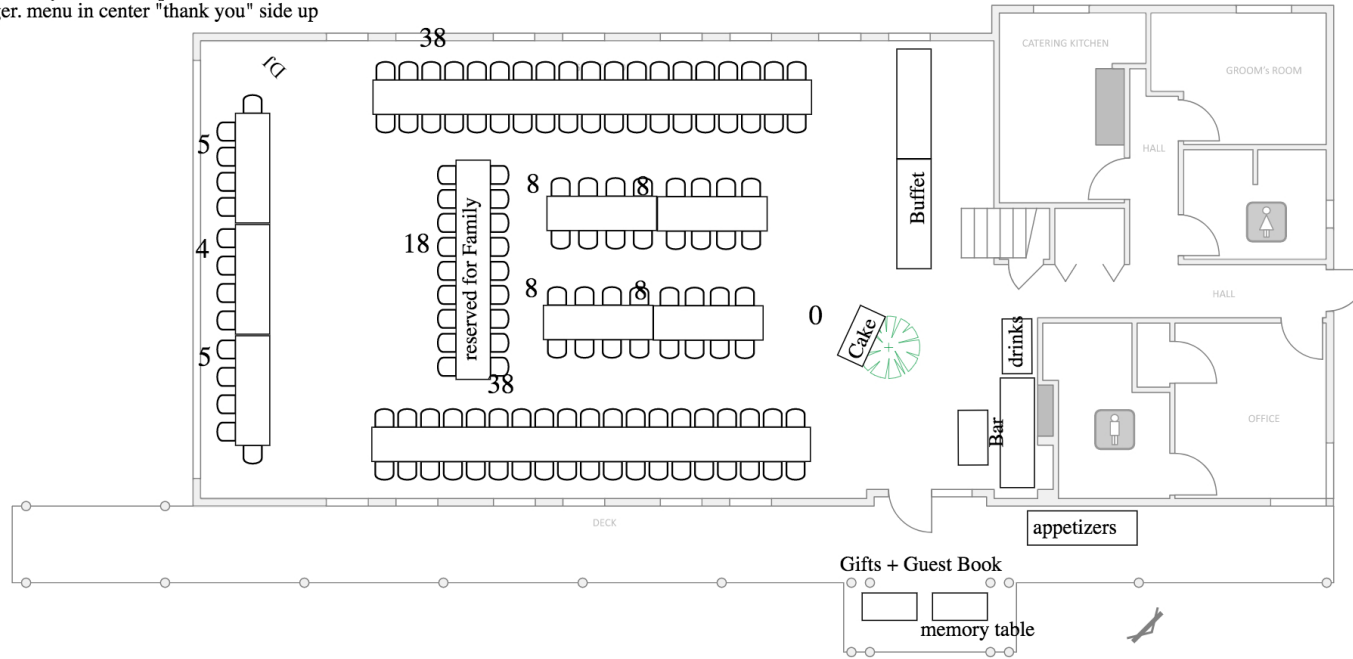 ger. menu in center "thank you" side up
38
DJ
CATERING KITCHEN
GROOM's ROOM
5
HALL
8
8
Buffet
18
reserved for Family
4
8
8
HALL
0
Cake
drinks
5
38
Bar
OFFICE
DECK
appetizers
Gifts + Guest Book
memory table